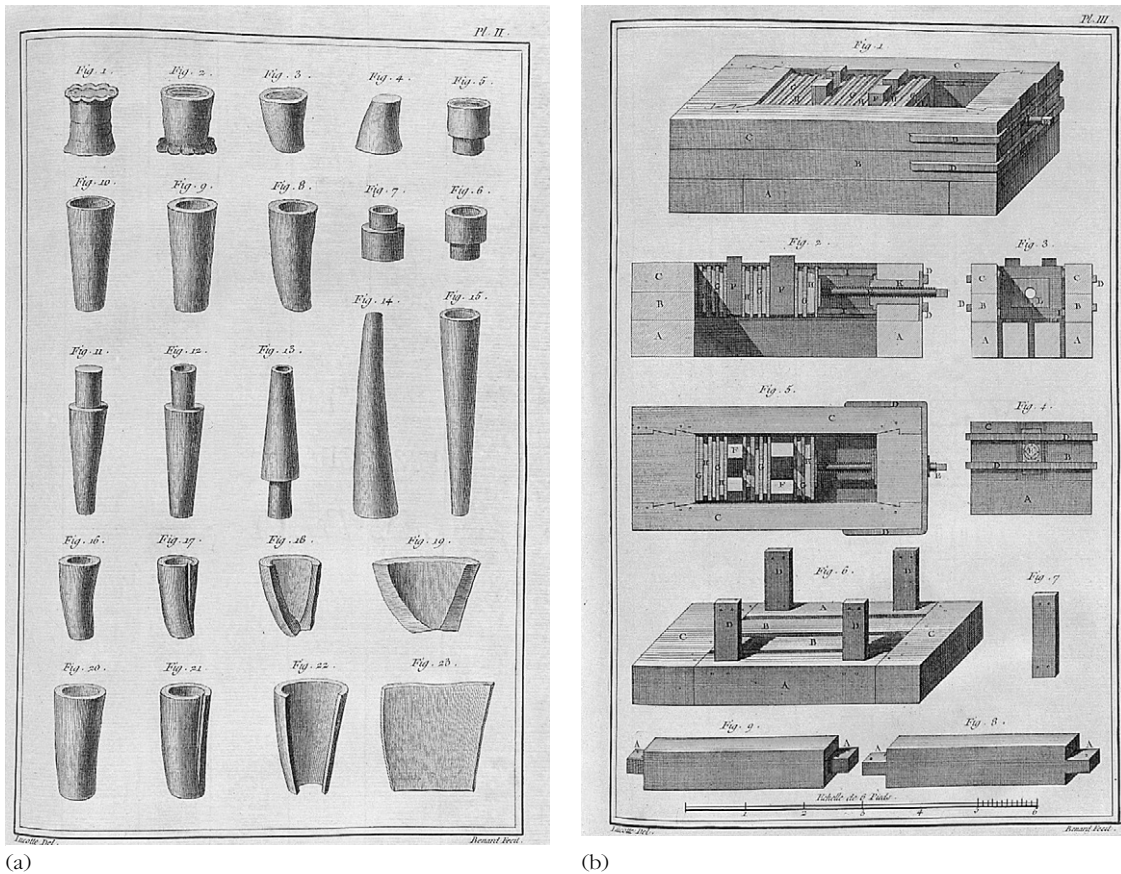 Pl. II.
Fig. 1 Fig. 2 Fig. 3 Fig. 4 Fig. 5
Fig. 10 Fig. 9 Fig. 8 Fig. 7 Fig. 6
Fig. 14 Fig. 15
Fig. 11 Fig. 12 Fig. 13
Fig. 16 Fig. 17 Fig. 18 Fig. 19
Fig. 20 Fig. 21 Fig. 22 Fig. 23
Lucotte Del. Benard Fecit.
(a)
Pl. III
Fig. 1
C
C
B
A
D
D
Fig. 2 Fig. 3
C
B
A
F F
K
A
D
C C
B B
A A
D
D
L
Fig. 5 Fig. 4
C
D
F
F
C
D
C
D
B
D
A
Fig. 6 Fig. 7
D D
D D
A
B
B
C C
A
Fig. 9 Fig. 8
A A A A
Echelle de 6 Pieds.
1 2 3 4 5 6
Lucotte Del. Benard Fecit.
(b)